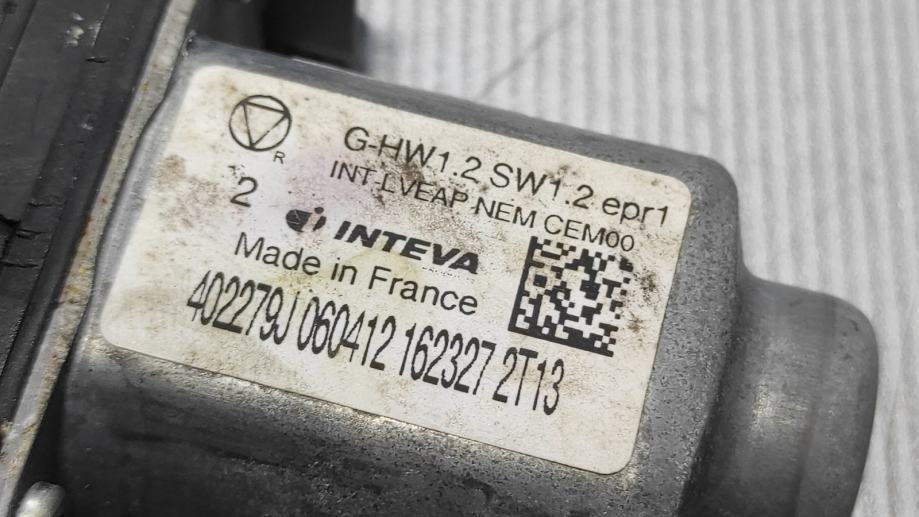 G-HW1.2 SW1.2 epr1
INT-LVEAP-NEM CEM00
R
2
INTEVA
Made in France
402279J 060412 162327 2T13